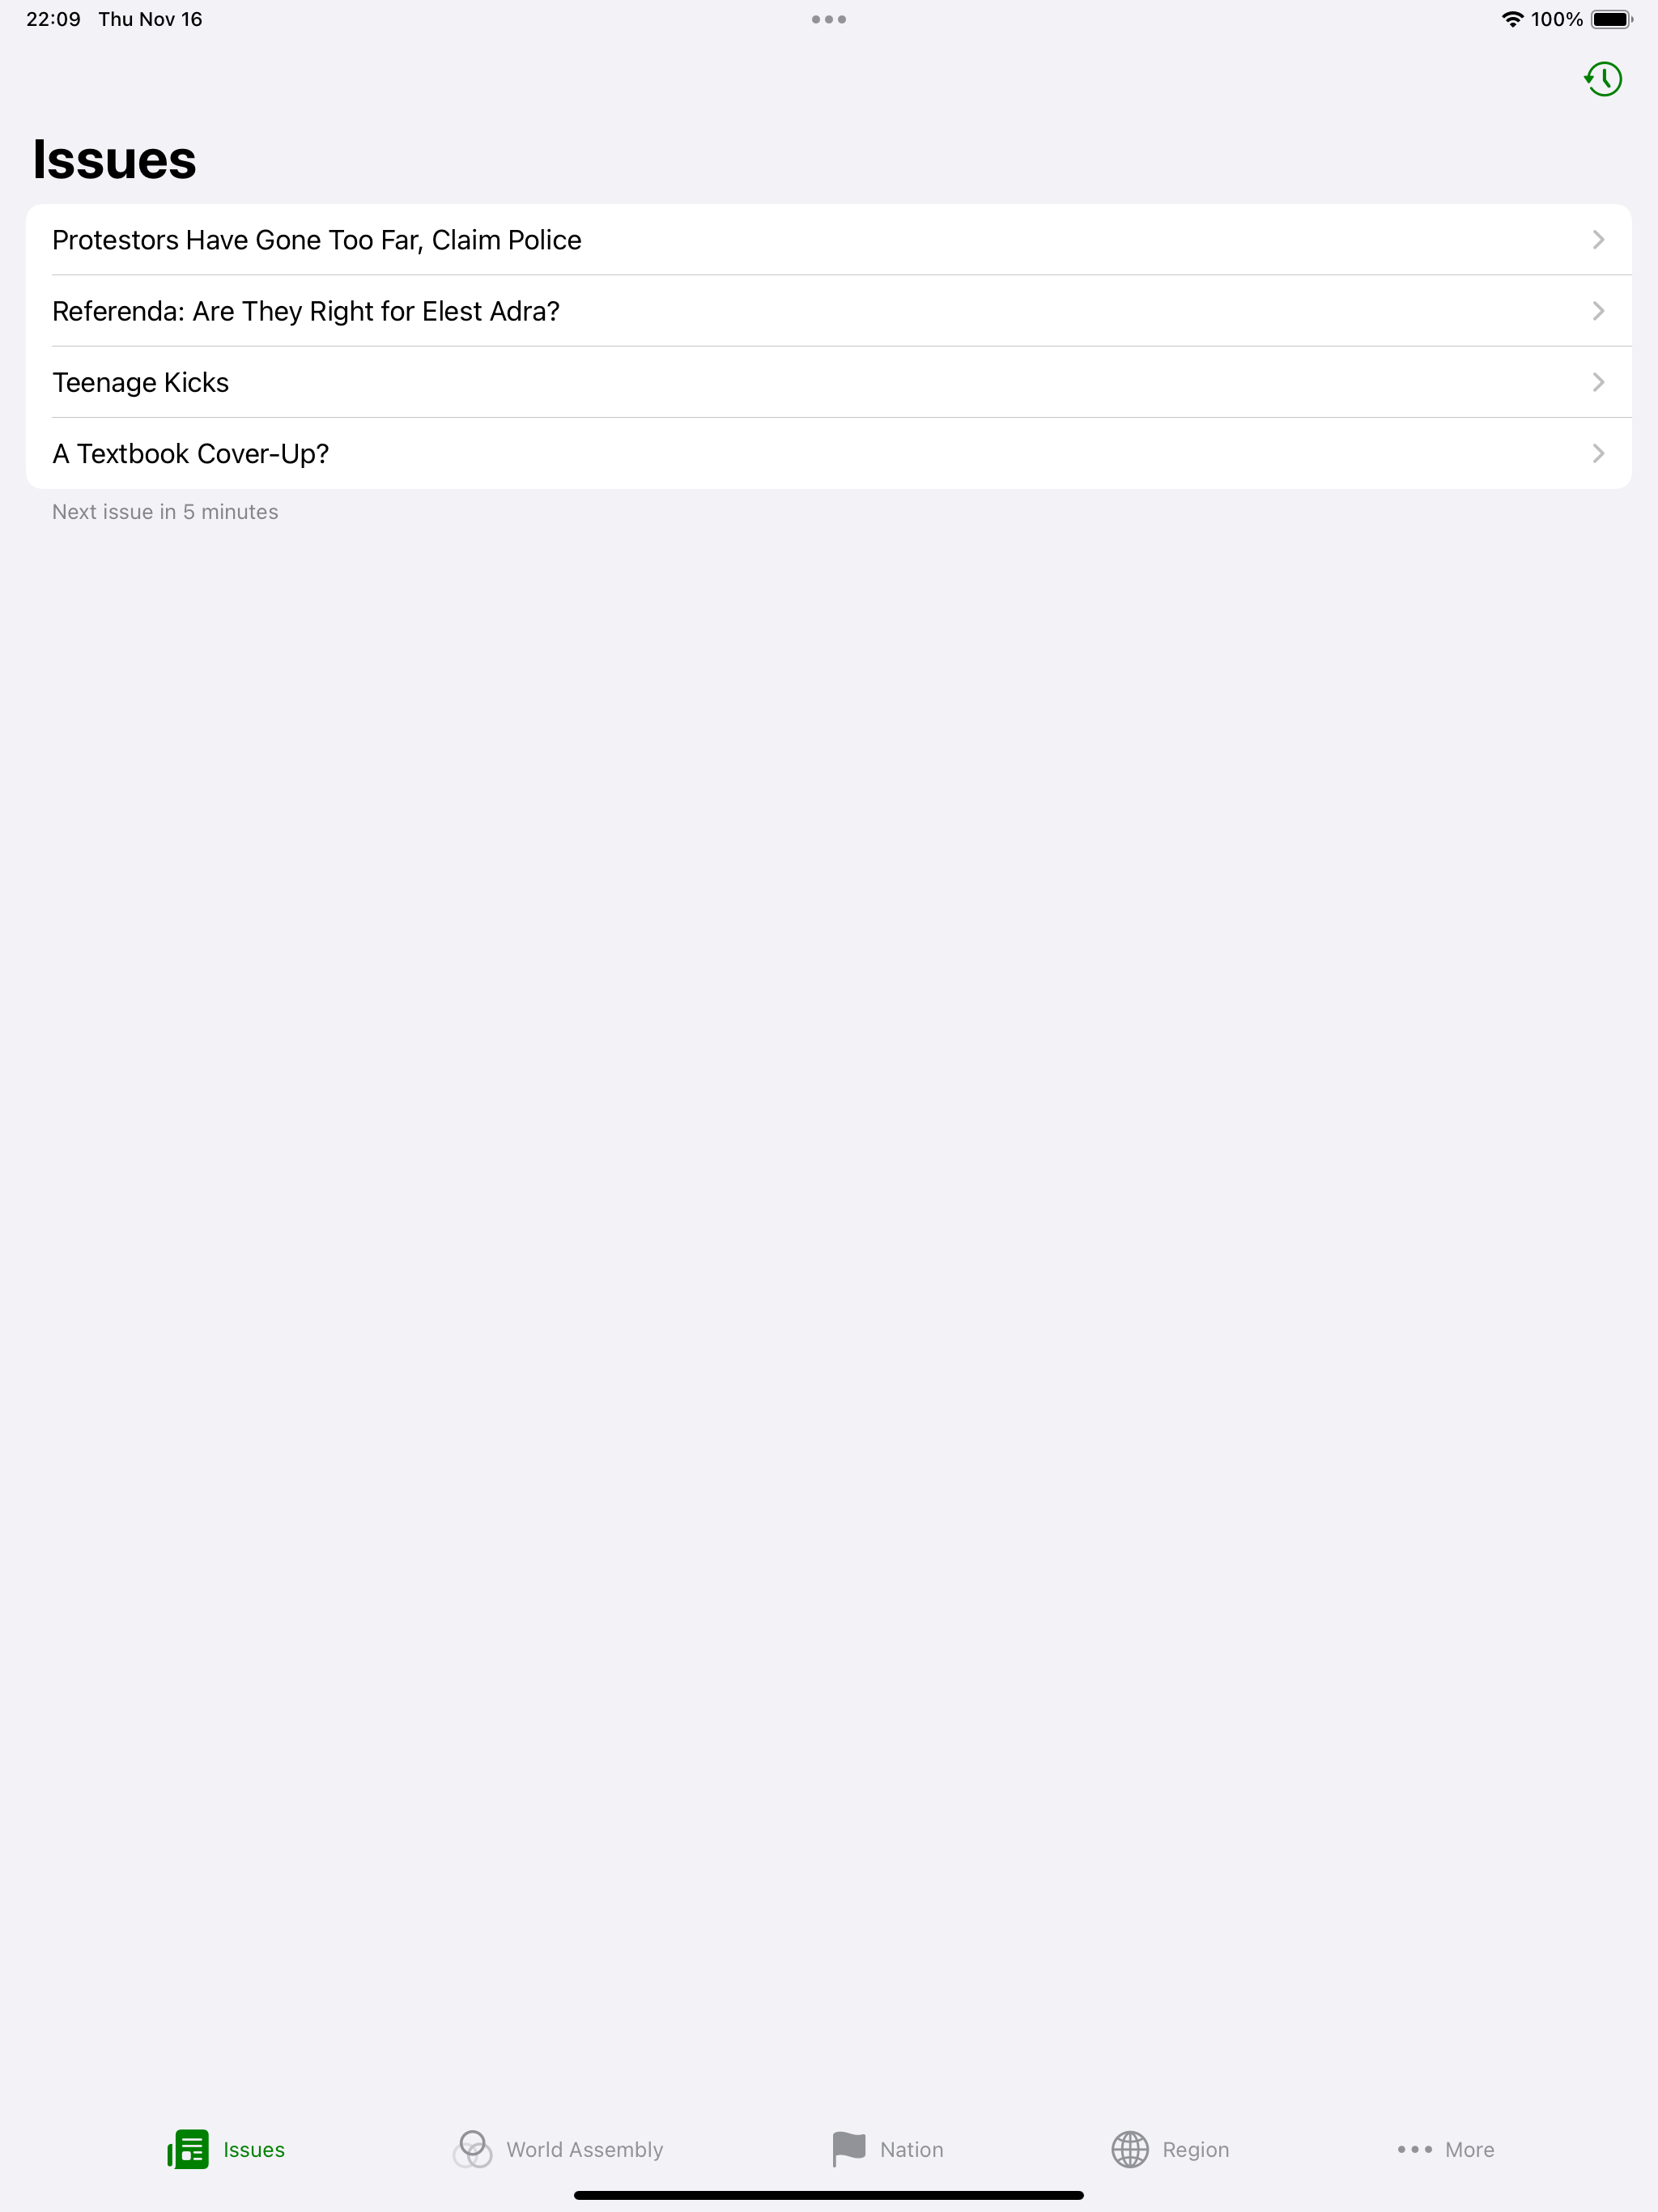 22:09 Thu Nov 16
100%
Issues
Protestors Have Gone Too Far, Claim Police
Referenda: Are They Right for Elest Adra?
Teenage Kicks
A Textbook Cover-Up?
Next issue in 5 minutes
Issues
World Assembly
Nation
Region
More